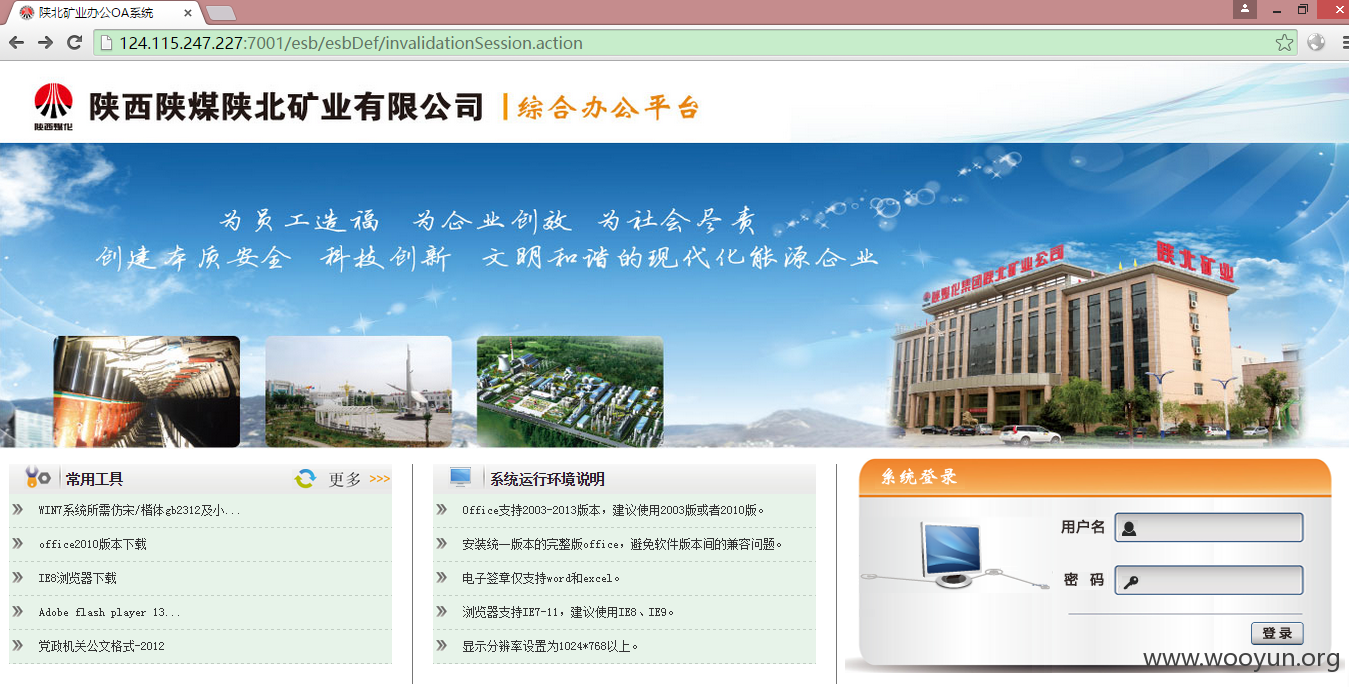 陕北矿业办公OA系统
124.115.247.227:7001/esb/esbDef/invalidationSession.action
陕西煤化
陕西陕煤陕北矿业有限公司
综合办公平台
为员工造福 为企业创效 为社会尽责
创建本质安全 科技创新 文明和谐的现代化能源企业
陕煤化集团陕北矿业公司
陕北矿业
常用工具
更多 >>>
WIN7系统所需仿宋/楷体gb2312及小...
office2010版本下载
IE8浏览器下载
Adobe flash player 13...
党政机关公文格式-2012
系统运行环境说明
Office支持2003-2013版本，建议使用2003版或者2010版。
安装统一版本的完整版office，避免软件版本间的兼容问题。
电子签章仅支持word和excel。
浏览器支持IE7-11，建议使用IE8、IE9。
显示分辨率设置为1024*768以上。
系统登录
用户名
密 码
登 录
www.wooyun.org